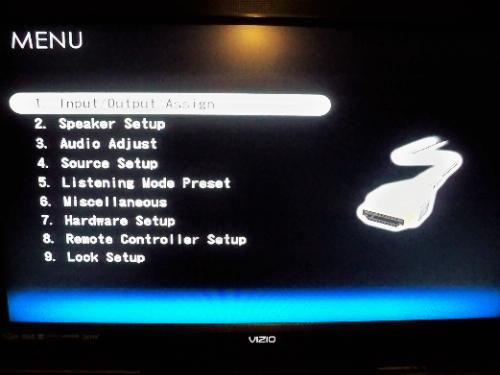 MENU
1. Input/Output Assign
2. Speaker Setup
3. Audio Adjust
4. Source Setup
5. Listening Mode Preset
6. Miscellaneous
7. Hardware Setup
8. Remote Controller Setup
9. Lock Setup
VIZIO